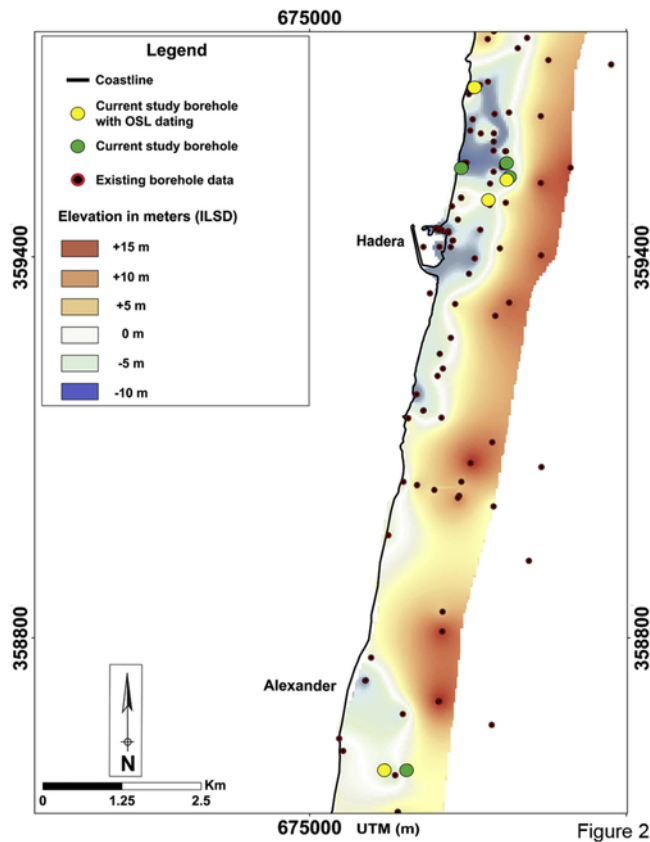 675000
Legend
Coastline
Current study borehole
with OSL dating
Current study borehole
Existing borehole data
Elevation in meters (ILSD)
+15 m
+10 m
+5 m
0 m
-5 m
-10 m
359400
359400
Hadera
358800
358800
Alexander
N
Km
0
1.25
2.5
675000
UTM (m)
Figure 2